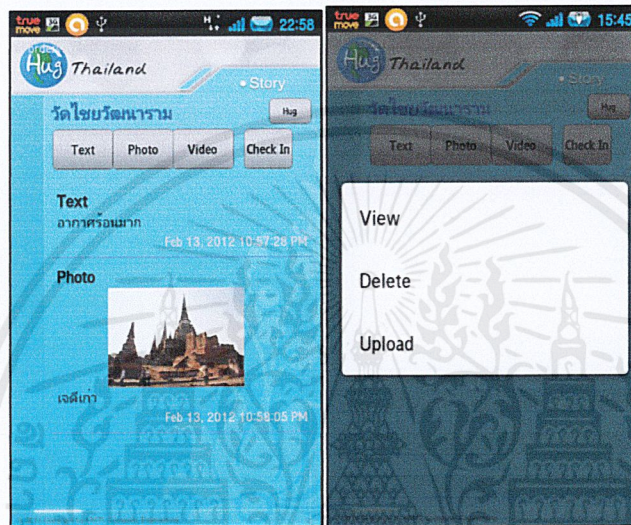 true move 3G H 22:58
Hug Thailand
Story
วัดไชยวัฒนาราม Hug
Text Photo Video Check In
Text
อากาศร้อนมาก
Feb 13, 2012 10:57:28 PM
Photo
เจดีเก่า
Feb 13, 2012 10:58:05 PM
true move 3G 15:45
Hug Thailand
Story
วัดไชยวัฒนาราม Hug
Text Photo Video Check In
View
Delete
Upload